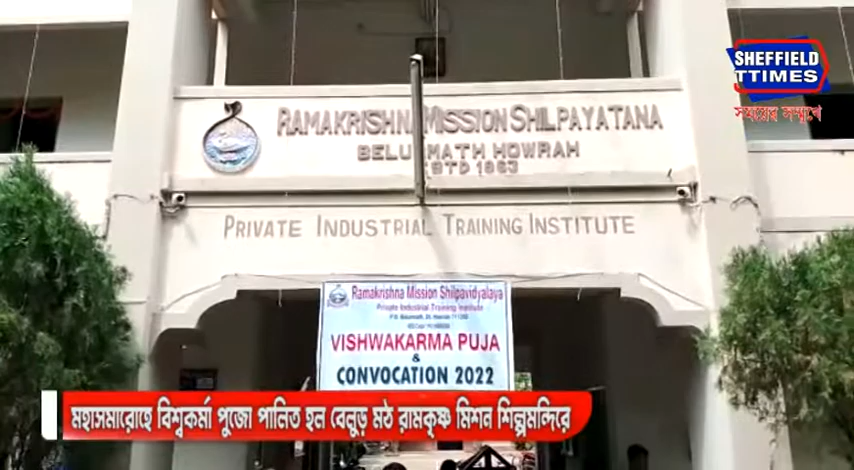 SHEFFIELD
TTIMES
সময়ের সম্মুখে
RAMAKRISHNA MISSION SHILPAYATANA
BELUR MATH HOWRAH
ESTD 1963
PRIVATE INDUSTRIAL TRAINING INSTITUTE
Ramakrishna Mission Shilpavidyalaya
Private Industrial Training Institute
VISHWAKARMA PUJA
&
CONVOCATION 2022
মহাসমারোহে বিশ্বকর্মা পুজো পালিত হল বেলুড় মঠ রামকৃষ্ণ মিশন শিল্পমন্দিরে